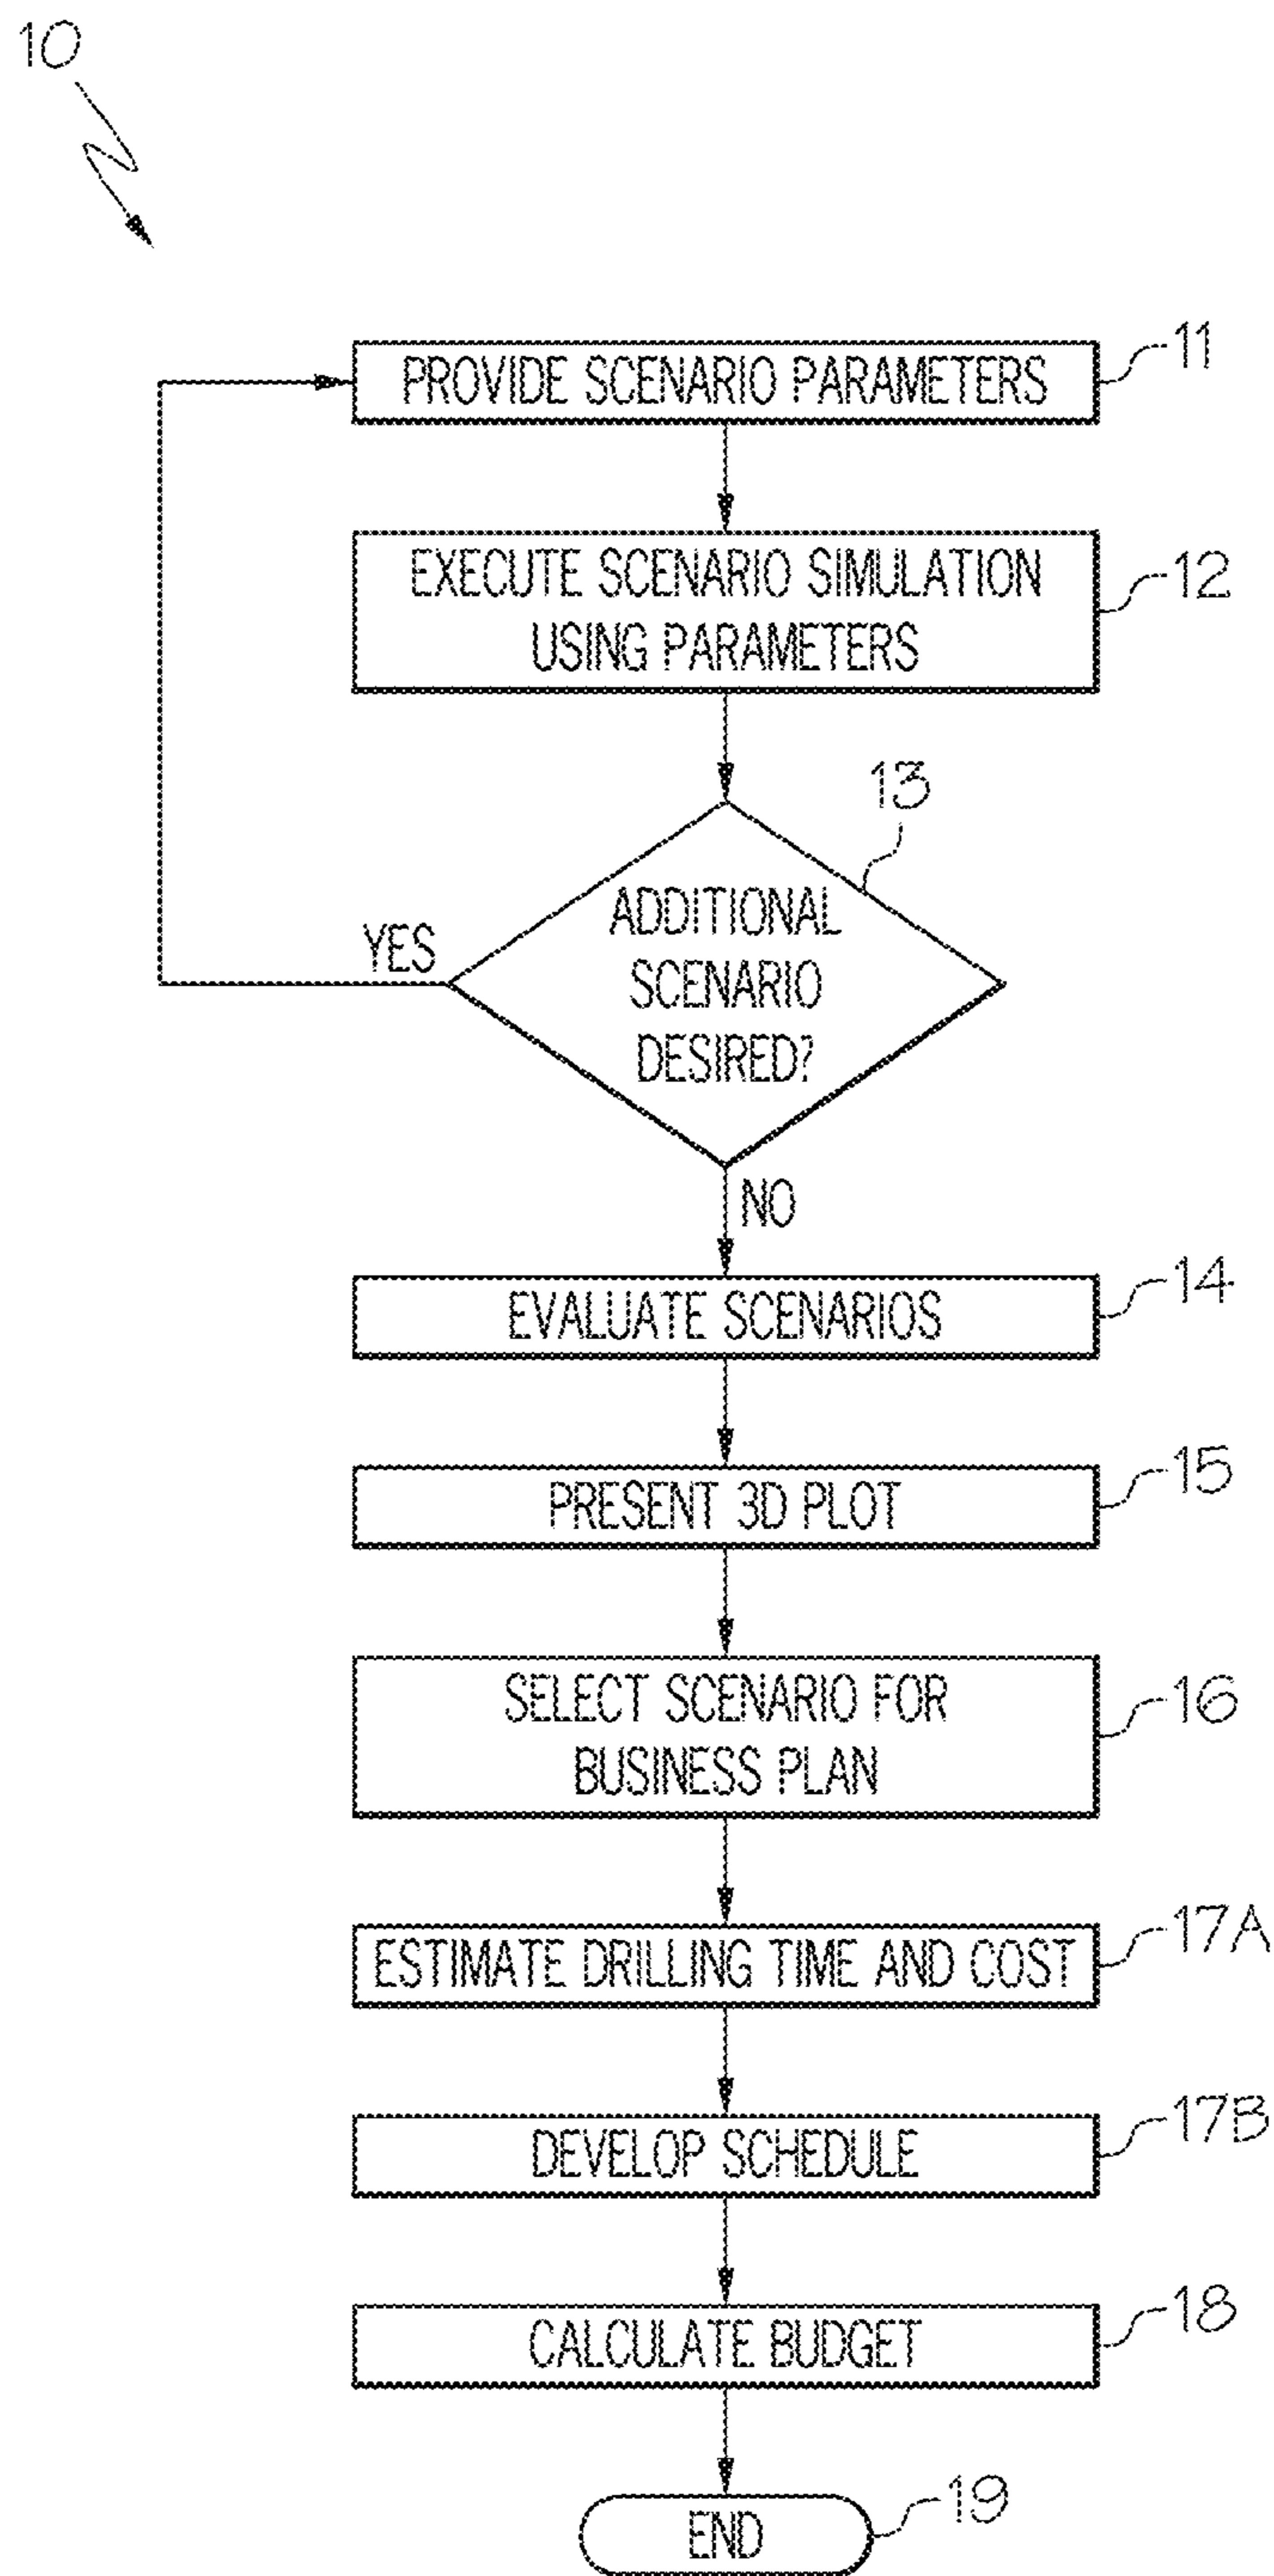 10
PROVIDE SCENARIO PARAMETERS
11
EXECUTE SCENARIO SIMULATION
USING PARAMETERS
12
13
ADDITIONAL
SCENARIO
DESIRED?
YES
NO
EVALUATE SCENARIOS
14
PRESENT 3D PLOT
15
SELECT SCENARIO FOR
BUSINESS PLAN
16
ESTIMATE DRILLING TIME AND COST
17A
DEVELOP SCHEDULE
17B
CALCULATE BUDGET
18
END
19